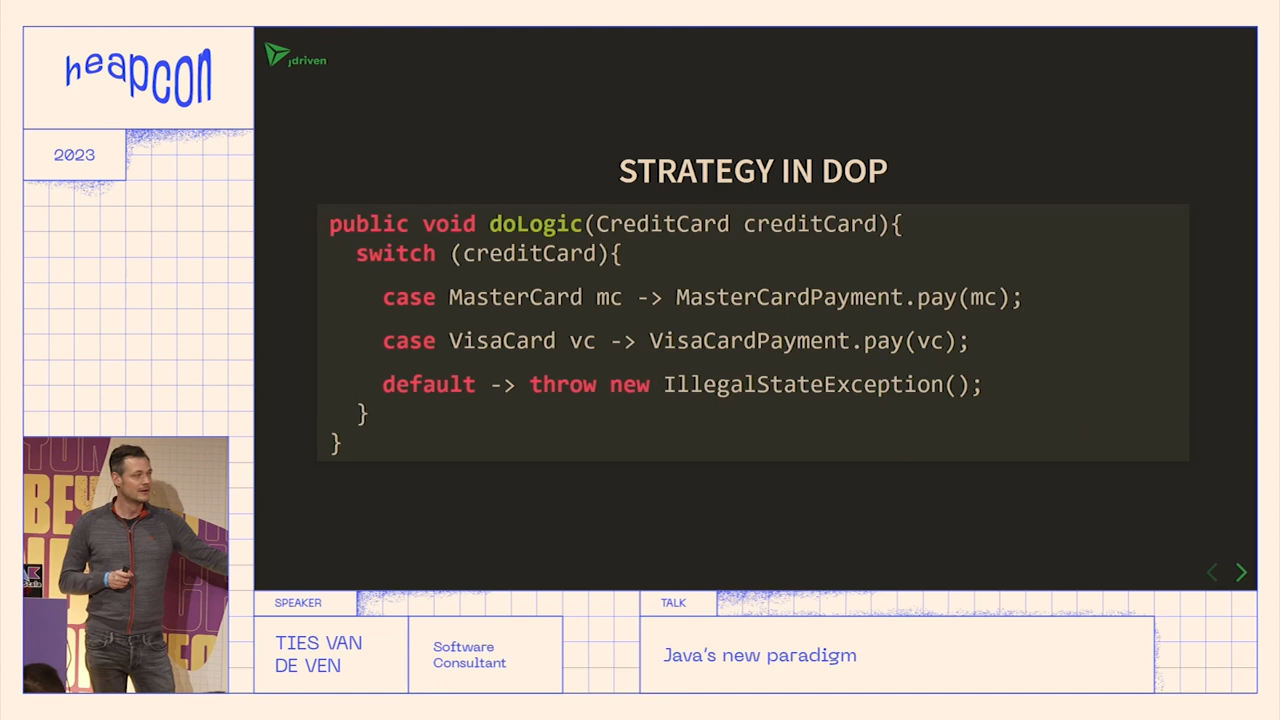 heapcon
2023
jdriven
STRATEGY IN DOP
public void doLogic(CreditCard creditCard){
switch (creditCard){
case MasterCard mc -> MasterCardPayment.pay(mc);
case VisaCard vc -> VisaCardPayment.pay(vc);
default -> throw new IllegalStateException();
}
}
SPEAKER
TIES VAN
DE VEN
Software
Consultant
TALK
Java's new paradigm